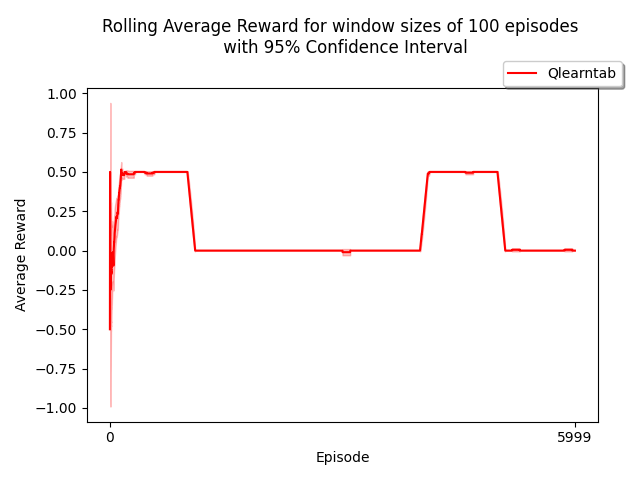 Rolling Average Reward for window sizes of 100 episodes
with 95% Confidence Interval
Qlearntab
1.00
0.75
0.50
0.25
0.00
−0.25
−0.50
−0.75
−1.00
Average Reward
0
5999
Episode